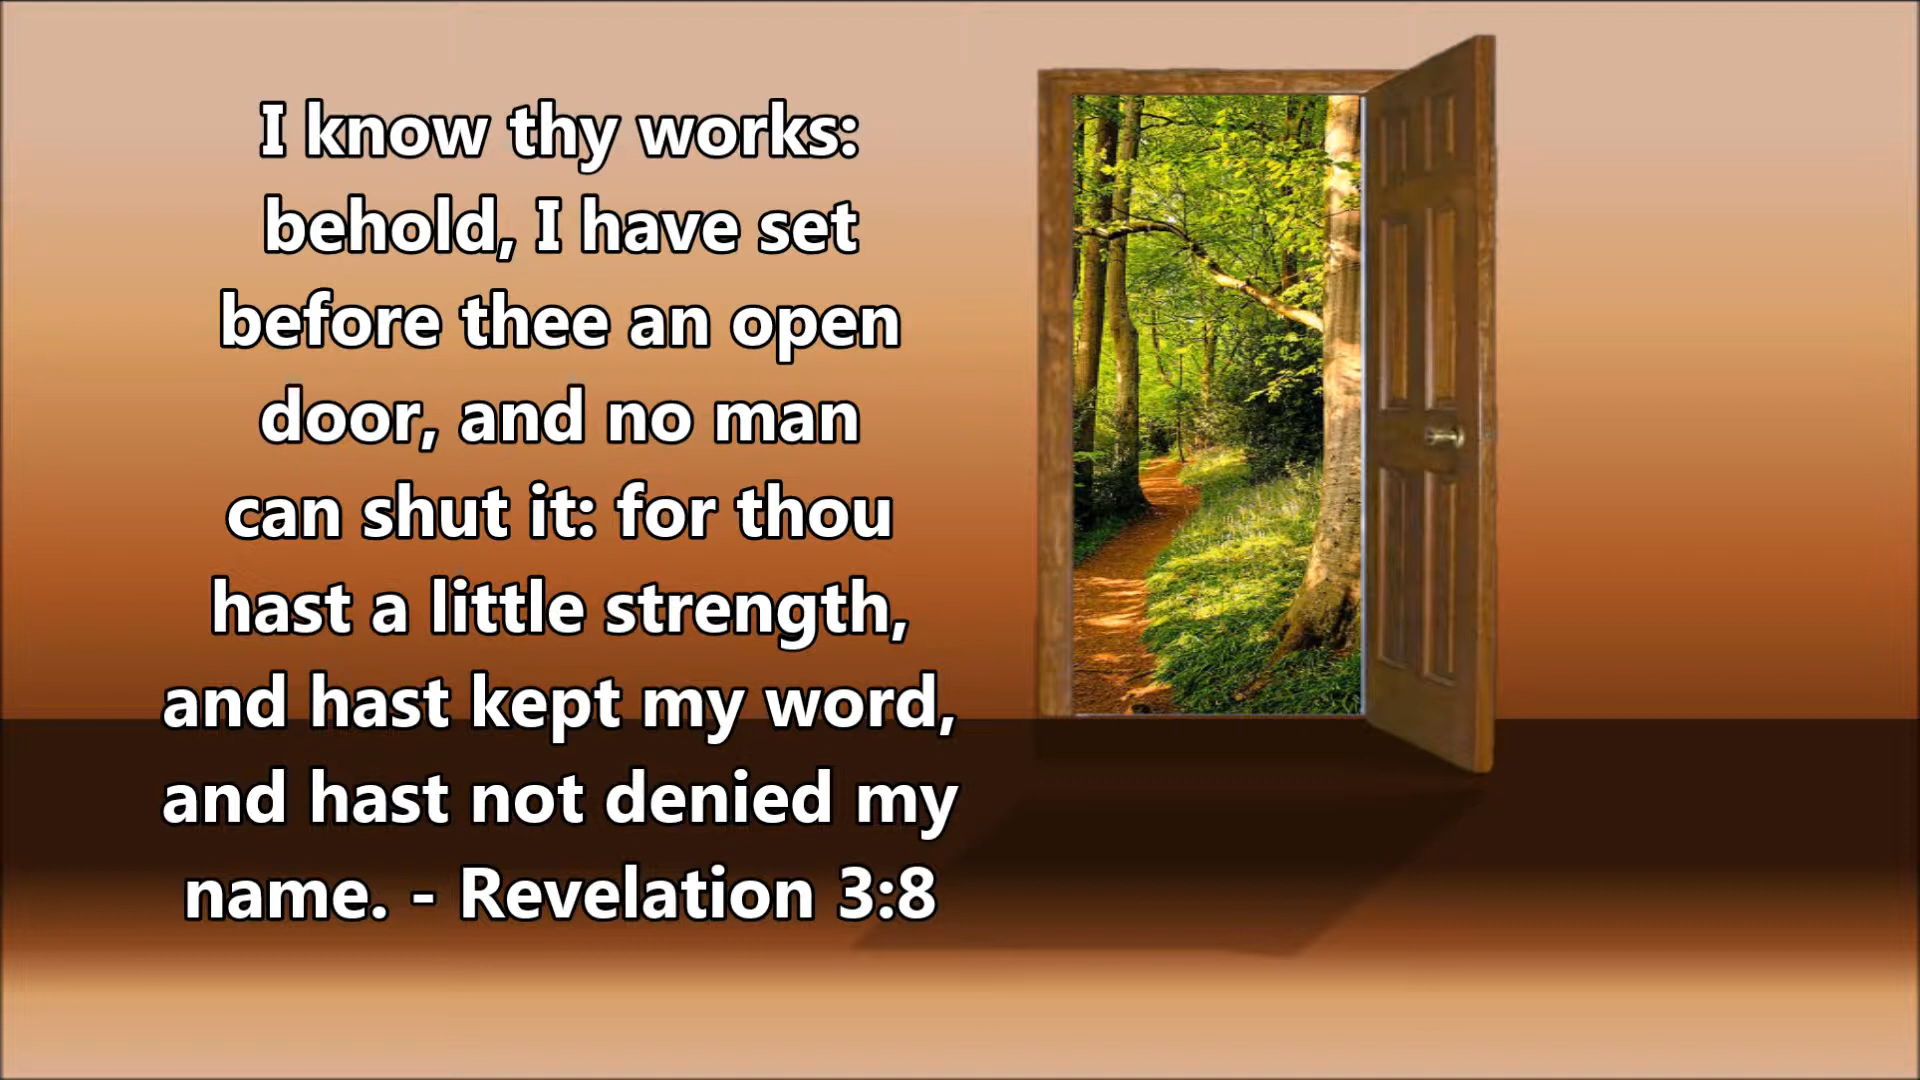 I know thy works:
behold, I have set
before thee an open
door, and no man
can shut it: for thou
hast a little strength,
and hast kept my word,
and hast not denied my
name. - Revelation 3:8